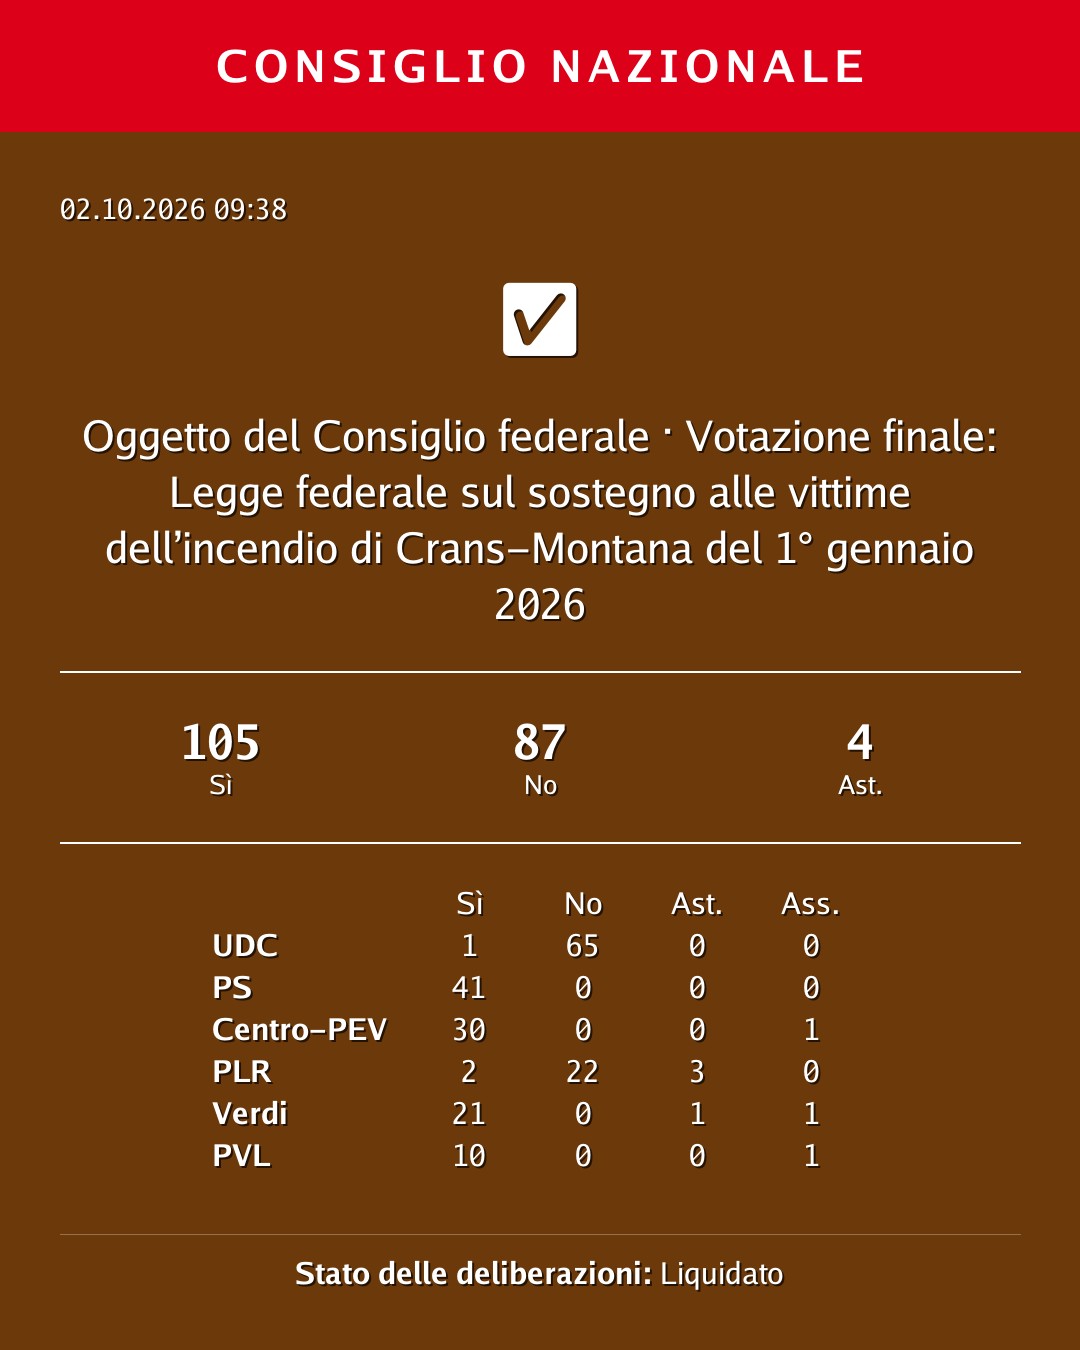 CONSIGLIO NAZIONALE
02.10.2026 09:38
Oggetto del Consiglio federale · Votazione finale:
Legge federale sul sostegno alle vittime
dell’incendio di Crans-Montana del 1° gennaio
2026
105 87 4
Sì No Ast.
Sì No Ast. Ass.
UDC 1 65 0 0
PS 41 0 0 0
Centro-PEV 30 0 0 1
PLR 2 22 3 0
Verdi 21 0 1 1
PVL 10 0 0 1
Stato delle deliberazioni: Liquidato